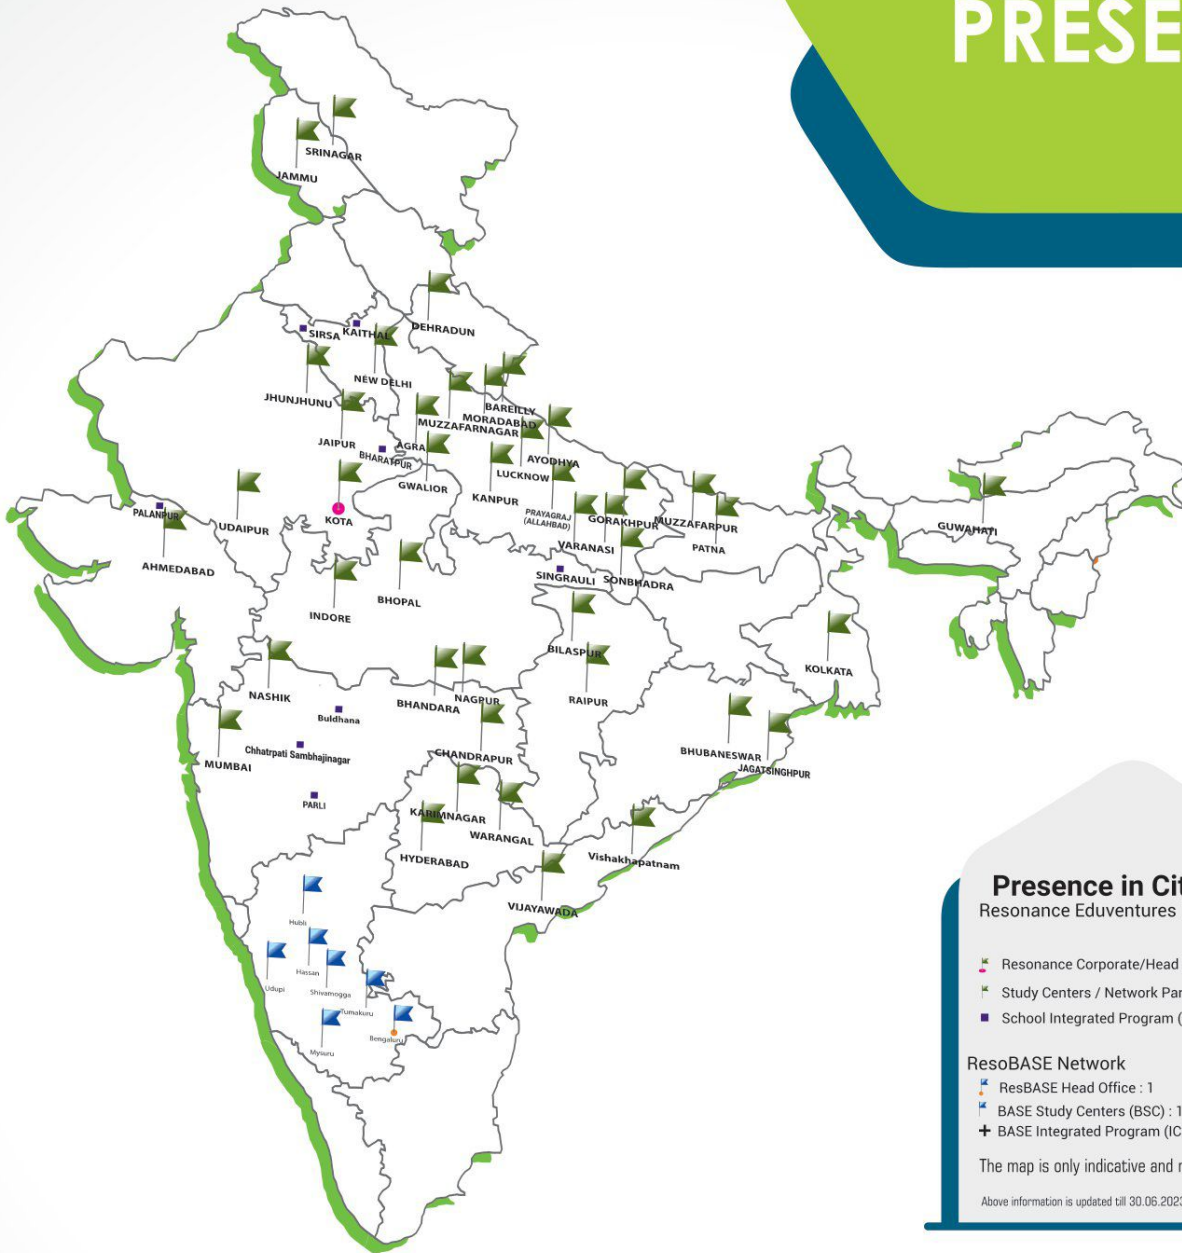 PRESE
SRINAGAR
JAMMU
DEHRADUN
SIRSA
KAITHAL
NEW DELHI
JHUNJHUNU
BAREILLY
MORADABAD
MUZZAFARNAGAR
JAIPUR
AGRA
BHARATPUR
AYODHYA
LUCKNOW
GWALIOR
KANPUR
PRAYAGRAJ
(ALLAHBAD)
GORAKHPUR
MUZZAFARPUR
PALANPUR
UDAIPUR
KOTA
GUWAHATI
VARANASI
PATNA
AHMEDABAD
SINGRAULI
SONBHADRA
BHOPAL
INDORE
BILASPUR
KOLKATA
NASHIK
BHANDARA
NAGPUR
RAIPUR
Buldhana
CHANDRAPUR
BHUBANESWAR
JAGATSINGHPUR
MUMBAI
Chhatrpati Sambhajinagar
PARLI
KARIMNAGAR
WARANGAL
HYDERABAD
Vishakhapatnam
VIJAYAWADA
Hubli
Hassan
Udupi
Shivamogga
Tumakuru
Bengaluru
Mysuru
Presence in Cit
Resonance Eduventures
Resonance Corporate/Head
Study Centers / Network Par
School Integrated Program (
ResoBASE Network
ResBASE Head Office : 1
BASE Study Centers (BSC) : 1
BASE Integrated Program (IC
The map is only indicative and r
Above information is updated till 30.06.2023